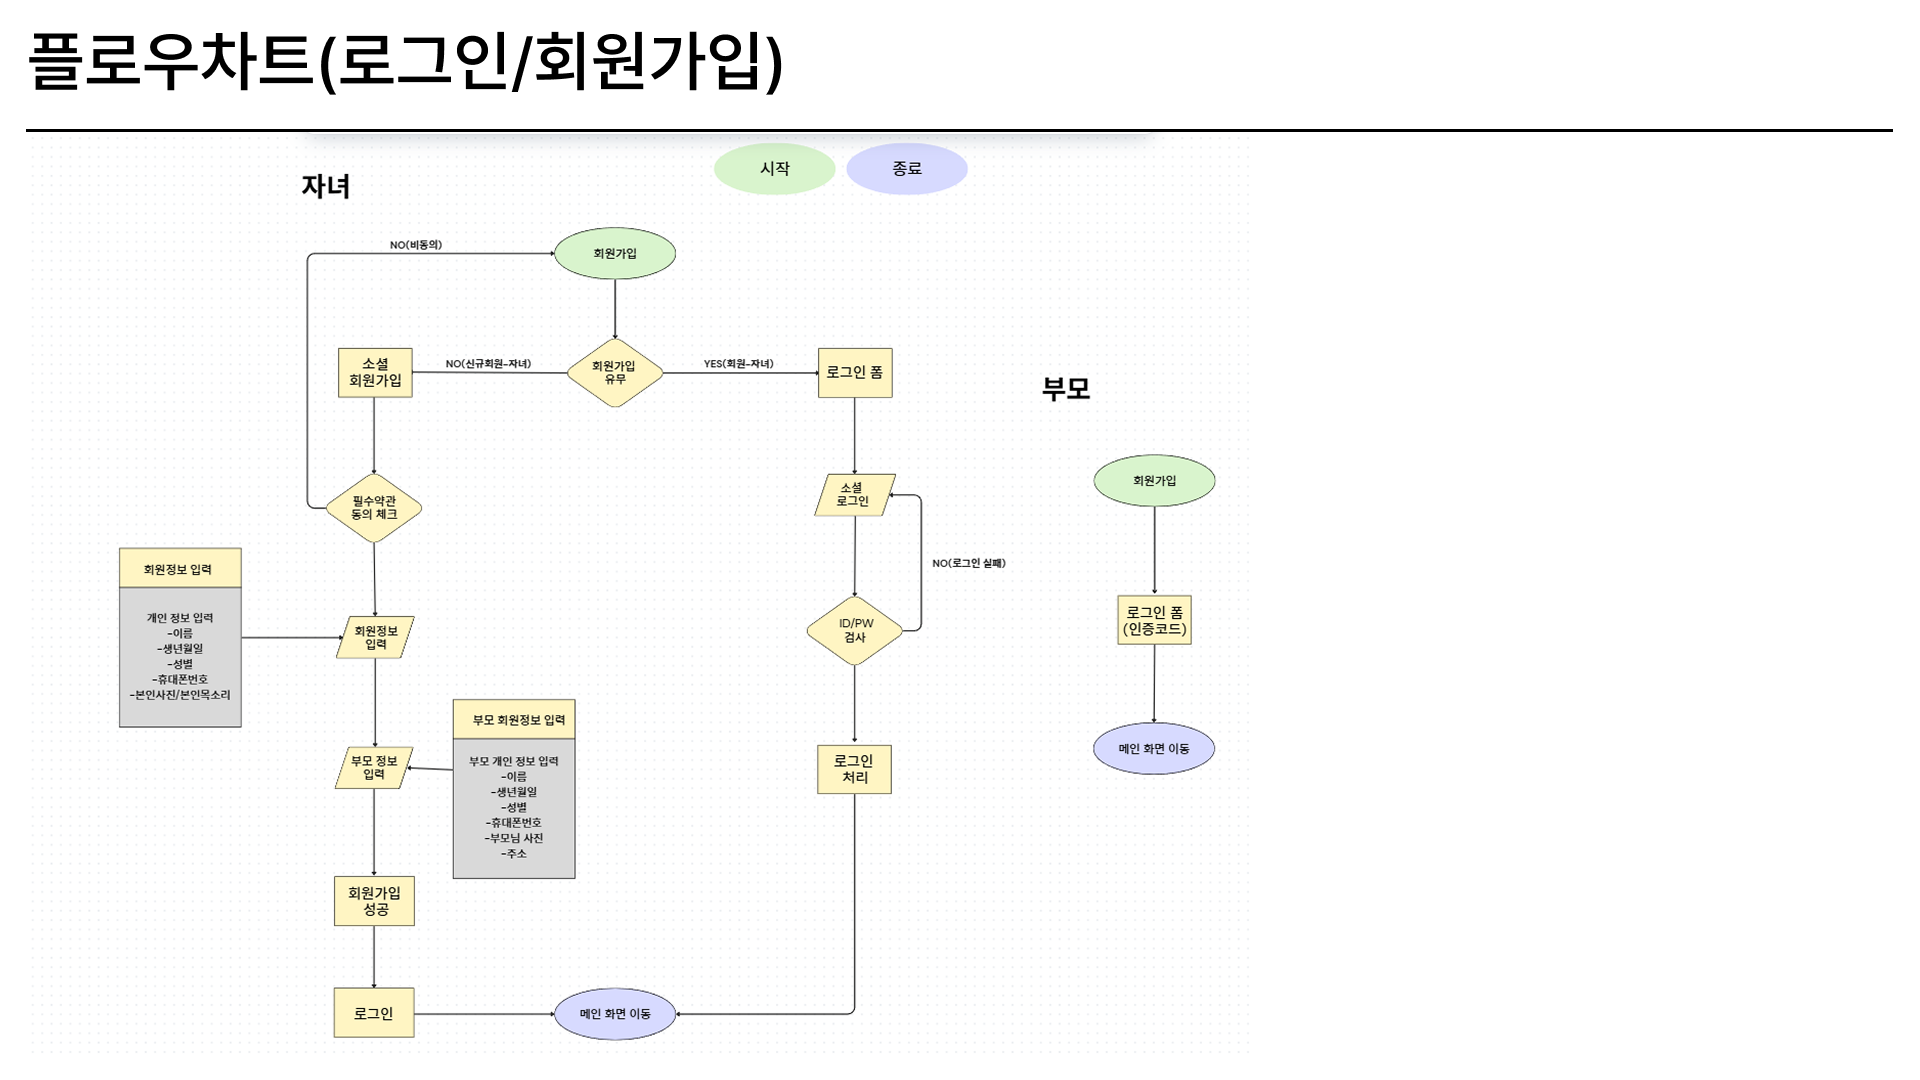 플로우차트(로그인/회원가입)
시작
종료
자녀
NO(비동의)
회원가입
소셜
회원가입
NO(신규회원-자녀)
회원가입
유무
YES(회원-자녀)
로그인 폼
부모
필수약관
동의 체크
소셜
로그인
회원가입
NO(로그인 실패)
회원정보 입력
개인 정보 입력
-이름
-생년월일
-성별
-휴대폰번호
-본인사진/본인목소리
회원정보
입력
ID/PW
검사
로그인 폼
(인증코드)
부모 회원정보 입력
부모 개인 정보 입력
-이름
-생년월일
-성별
-휴대폰번호
-부모님 사진
-주소
부모 정보
입력
로그인
처리
메인 화면 이동
회원가입
성공
로그인
메인 화면 이동